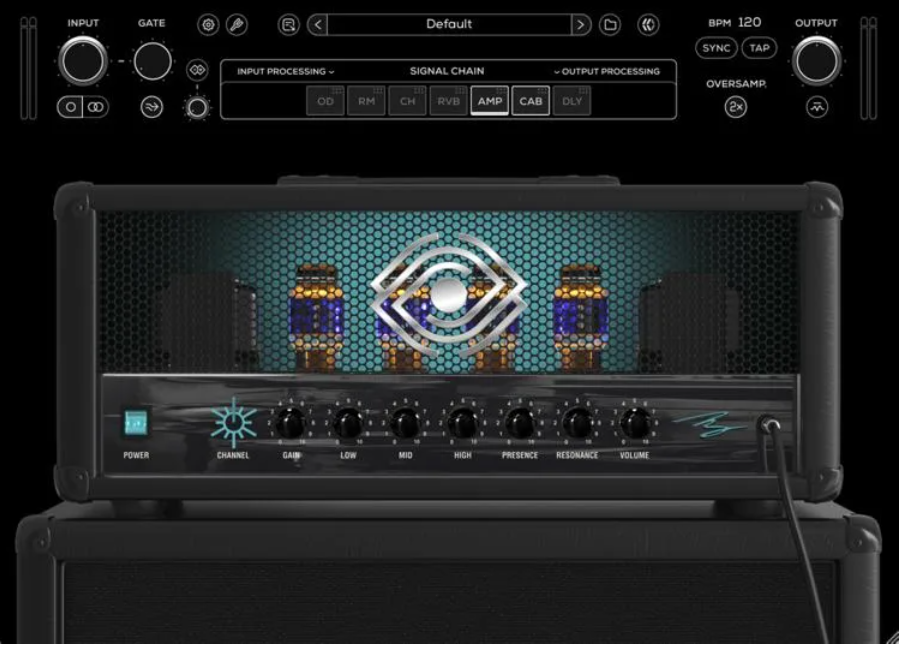 INPUT
GATE
Default
BPM 120
OUTPUT
SYNC
TAP
INPUT PROCESSING
SIGNAL CHAIN
OUTPUT PROCESSING
OVERSAMP.
OD
RM
CH
RVB
AMP
CAB
DLY
2x
POWER
CHANNEL
GAIN
LOW
MID
HIGH
PRESENCE
RESONANCE
VOLUME